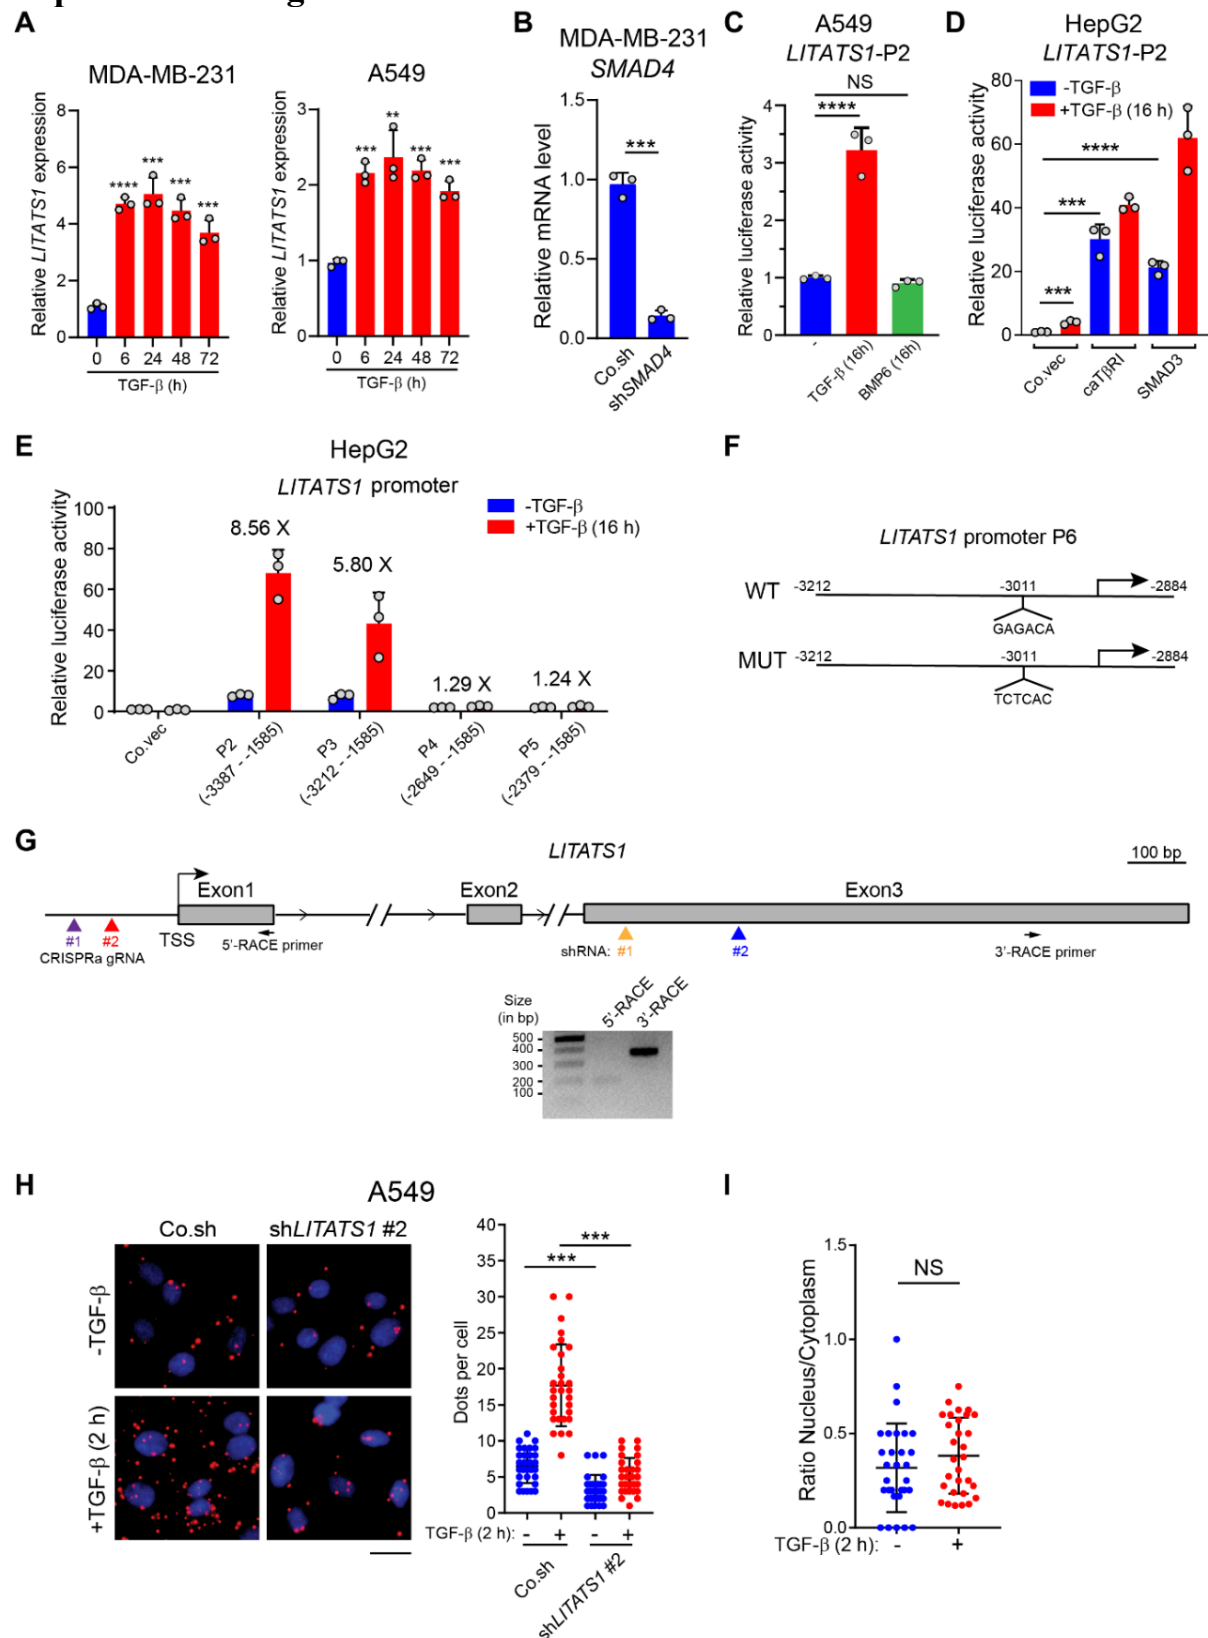 A
MDA-MB-231
Relative LITATS1 expression
8
6
4
2
0
****
***
***
***
0 6 24 48 72
TGF-β (h)
A549
Relative LITATS1 expression
3
2
1
0
***
**
***
***
0 6 24 48 72
TGF-β (h)
B
MDA-MB-231
SMAD4
Relative mRNA level
1.5
1.0
0.5
0.0
***
Co.sh
shSMAD4
C
A549
LITATS1-P2
NS
****
Relative luciferase activity
4
3
2
1
0
-
TGF-β (16h)
BMP6 (16h)
D
HepG2
LITATS1-P2
-TGF-β
+TGF-β (16 h)
Relative luciferase activity
80
60
40
20
0
****
***
***
Co.vec
caTβRI
SMAD3
E
HepG2
LITATS1 promoter
-TGF-β
+TGF-β (16 h)
Relative luciferase activity
100
80
60
40
20
0
8.56 X
5.80 X
1.29 X
1.24 X
Co.vec
P2
(-3387 - -1585)
P3
(-3212 - -1585)
P4
(-2649 - -1585)
P5
(-2379 - -1585)
F
LITATS1 promoter P6
WT -3212 -3011 -2884
GAGACA
MUT -3212 -3011 -2884
TCTCAC
G
LITATS1
100 bp
Exon1 Exon2 Exon3
#1 #2 TSS 5'-RACE primer shRNA: #1 #2 3'-RACE primer
CRISPRa gRNA
Size
(in bp)
5'-RACE
3'-RACE
500
400
300
200
100
H
A549
Co.sh shLITATS1 #2
-TGF-β
+TGF-β (2 h)
Dots per cell
40
35
30
25
20
15
10
5
0
***
***
TGF-β (2 h): - + - +
Co.sh
shLITATS1 #2
I
Ratio Nucleus/Cytoplasm
1.5
1.0
0.5
0.0
NS
TGF-β (2 h): - +